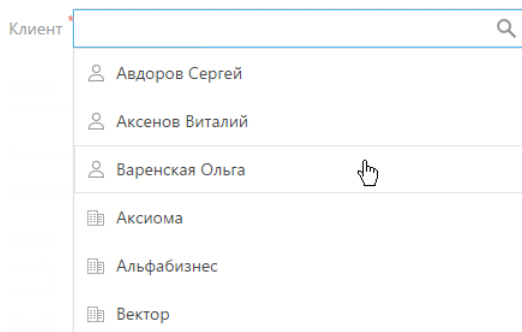 Клиент *
Авдоров Сергей
Аксенов Виталий
Варенская Ольга
Аксиома
Альфабизнес
Вектор